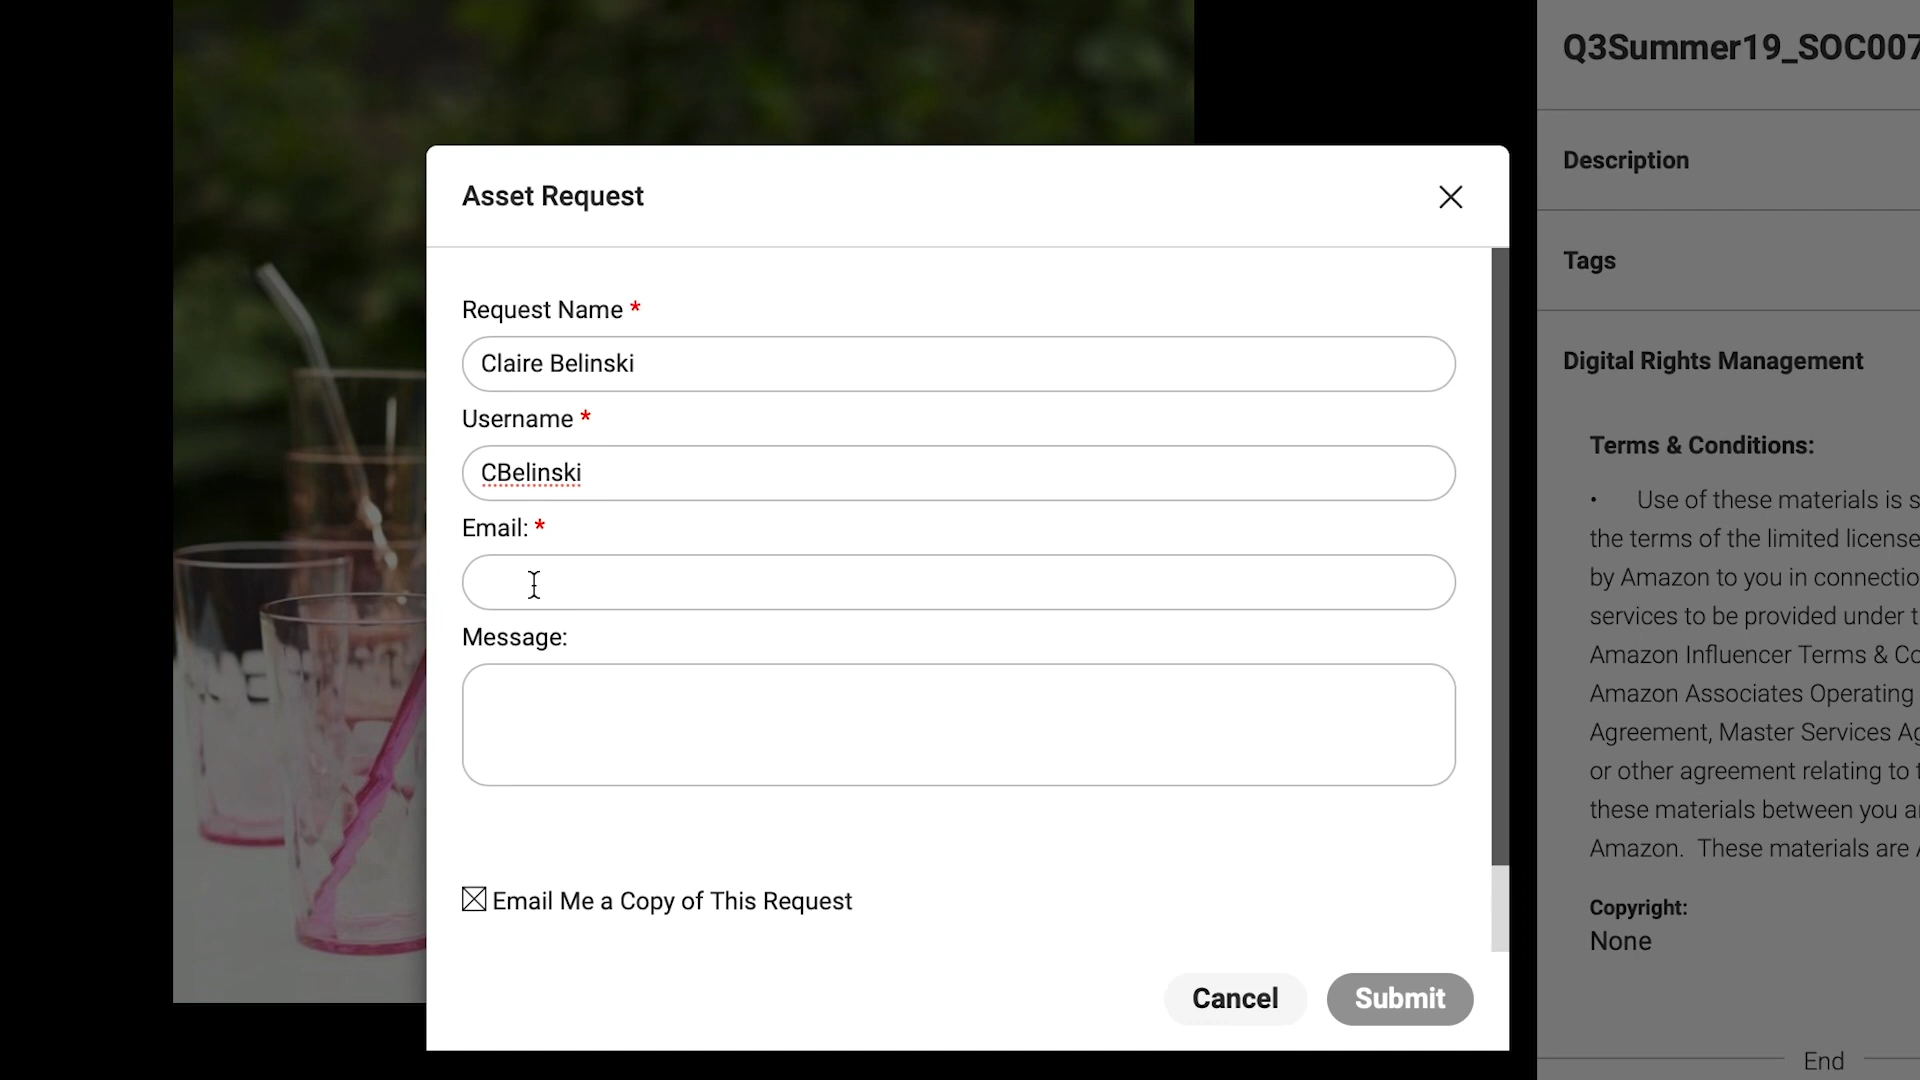 Q3Summer19_SOC007
Description
Tags
Digital Rights Management
Terms & Conditions:
• Use of these materials is s
the terms of the limited license
by Amazon to you in connectio
services to be provided under t
Amazon Influencer Terms & Co
Amazon Associates Operating
Agreement, Master Services Ag
or other agreement relating to t
these materials between you a
Amazon. These materials are
Copyright:
None
End
Asset Request
Request Name *
Claire Belinski
Username *
CBelinski
Email: *
Message:
Email Me a Copy of This Request
Cancel
Submit